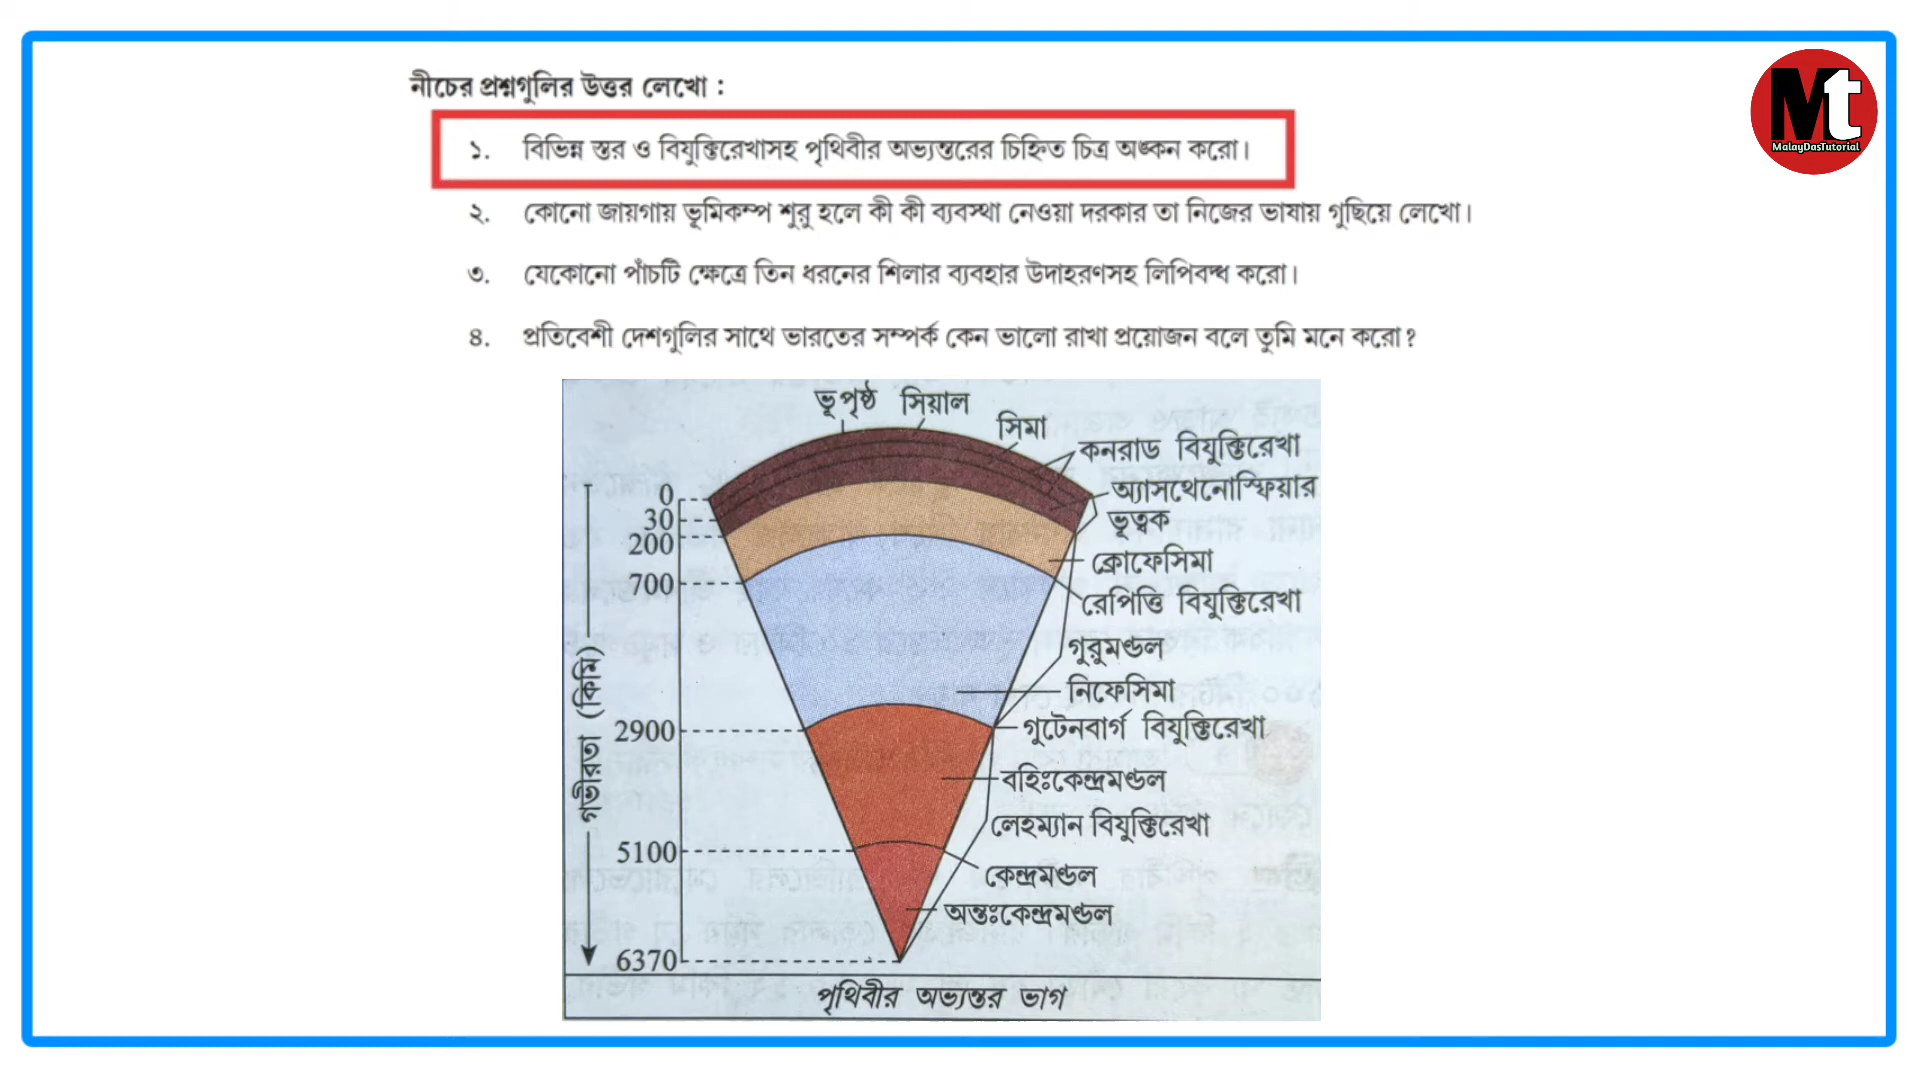 নীচের প্রশ্নগুলির উত্তর লেখো :
১. বিভিন্ন স্তর ও বিযুক্তিরেখাসহ পৃথিবীর অভ্যন্তরের চিহ্নিত চিত্র অঙ্কন করো।
২. কোনো জায়গায় ভূমিকম্প শুরু হলে কী কী ব্যবস্থা নেওয়া দরকার তা নিজের ভাষায় গুছিয়ে লেখো।
৩. যেকোনো পাঁচটি ক্ষেত্রে তিন ধরনের শিলার ব্যবহার উদাহরণসহ লিপিবদ্ধ করো।
৪. প্রতিবেশী দেশগুলির সাথে ভারতের সম্পর্ক কেন ভালো রাখা প্রয়োজন বলে তুমি মনে করো?
Mt
MalayDasTutorial
ভূপৃষ্ঠ সিয়াল
সিমা
কনরাড বিযুক্তিরেখা
অ্যাসথেনোস্ফিয়ার
ভূত্বক
ক্রোফেসিমা
রেপিত্তি বিযুক্তিরেখা
গুরুমণ্ডল
নিফেসিমা
গুটেনবার্গ বিযুক্তিরেখা
বহিঃকেন্দ্রমণ্ডল
লেহম্যান বিযুক্তিরেখা
কেন্দ্রমণ্ডল
অন্তঃকেন্দ্রমণ্ডল
0
30
200
700
2900
5100
6370
গভীরতা (কিমি)
পৃথিবীর অভ্যন্তর ভাগ